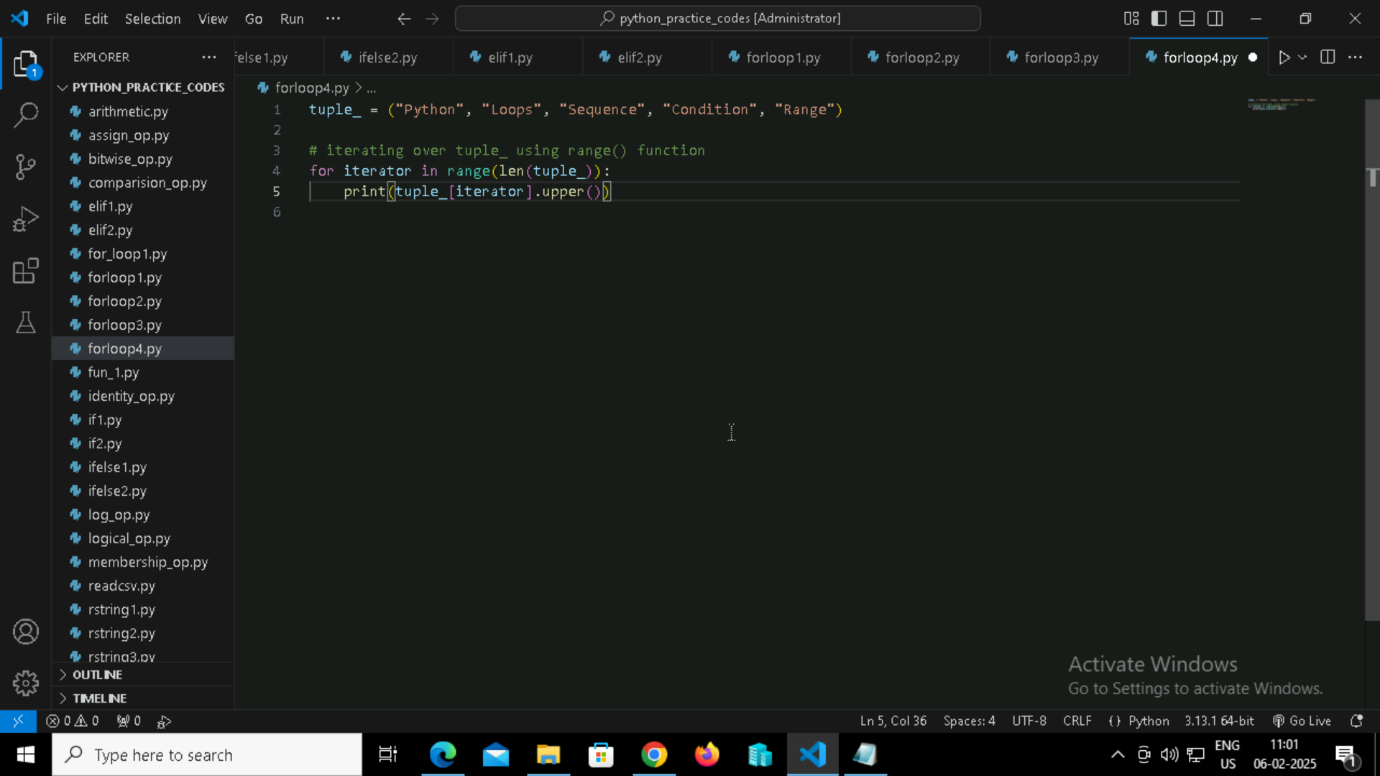 File Edit Selection View Go Run ···
python_practice_codes [Administrator]
EXPLORER ···
felse1.py ifelse2.py elif1.py elif2.py forloop1.py forloop2.py forloop3.py forloop4.py
PYTHON_PRACTICE_CODES
arithmetic.py
assign_op.py
bitwise_op.py
comparision_op.py
elif1.py
elif2.py
for_loop1.py
forloop1.py
forloop2.py
forloop3.py
forloop4.py
fun_1.py
identity_op.py
if1.py
if2.py
ifelse1.py
ifelse2.py
log_op.py
logical_op.py
membership_op.py
readcsv.py
rstring1.py
rstring2.py
rstring3.py
OUTLINE
TIMELINE
1
forloop4.py > ...
1 tuple_ = ("Python", "Loops", "Sequence", "Condition", "Range")
2
3 # iterating over tuple_ using range() function
4 for iterator in range(len(tuple_)):
5 print(tuple_[iterator].upper())
6
Activate Windows
Go to Settings to activate Windows.
0 0 0 Ln 5, Col 36 Spaces: 4 UTF-8 CRLF {} Python 3.13.1 64-bit Go Live
Type here to search
ENG
US
11:01
06-02-2025
1